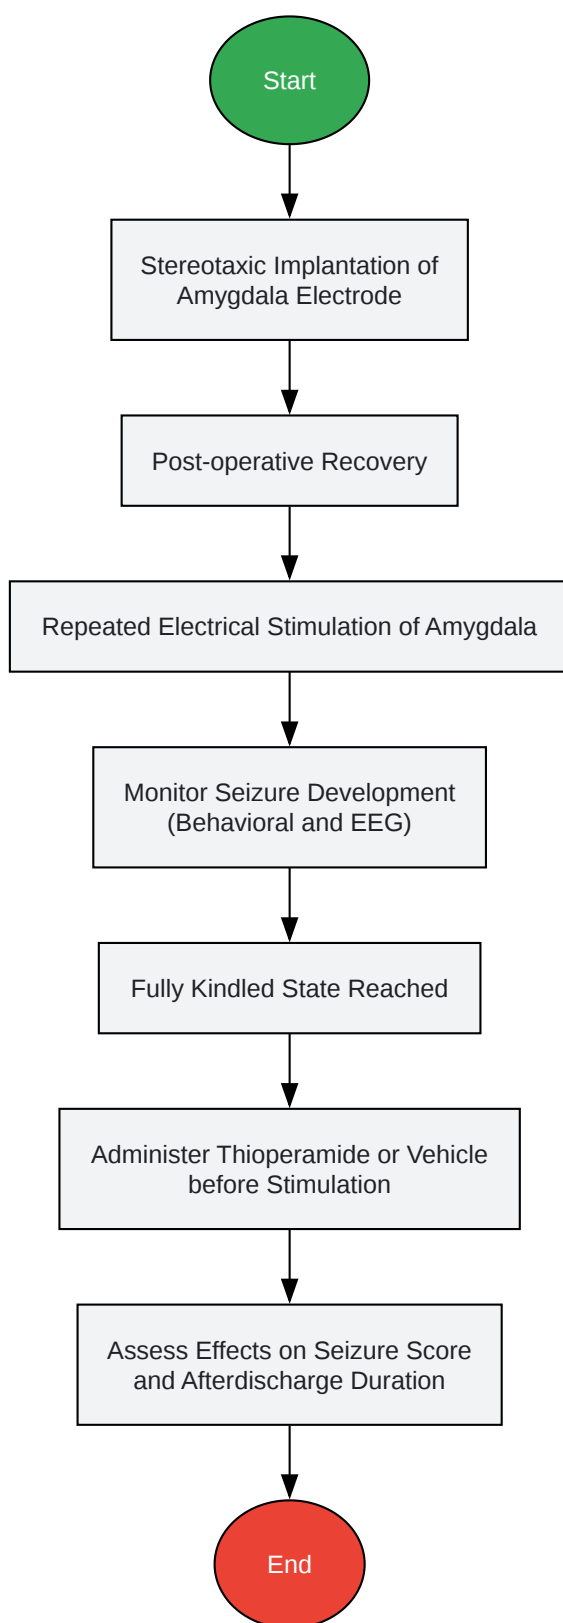 Start
Stereotaxic Implantation of
Amygdala Electrode
Post-operative Recovery
Repeated Electrical Stimulation of Amygdala
Monitor Seizure Development
(Behavioral and EEG)
Fully Kindled State Reached
Administer Thioperamide or Vehicle
before Stimulation
Assess Effects on Seizure Score
and Afterdischarge Duration
End